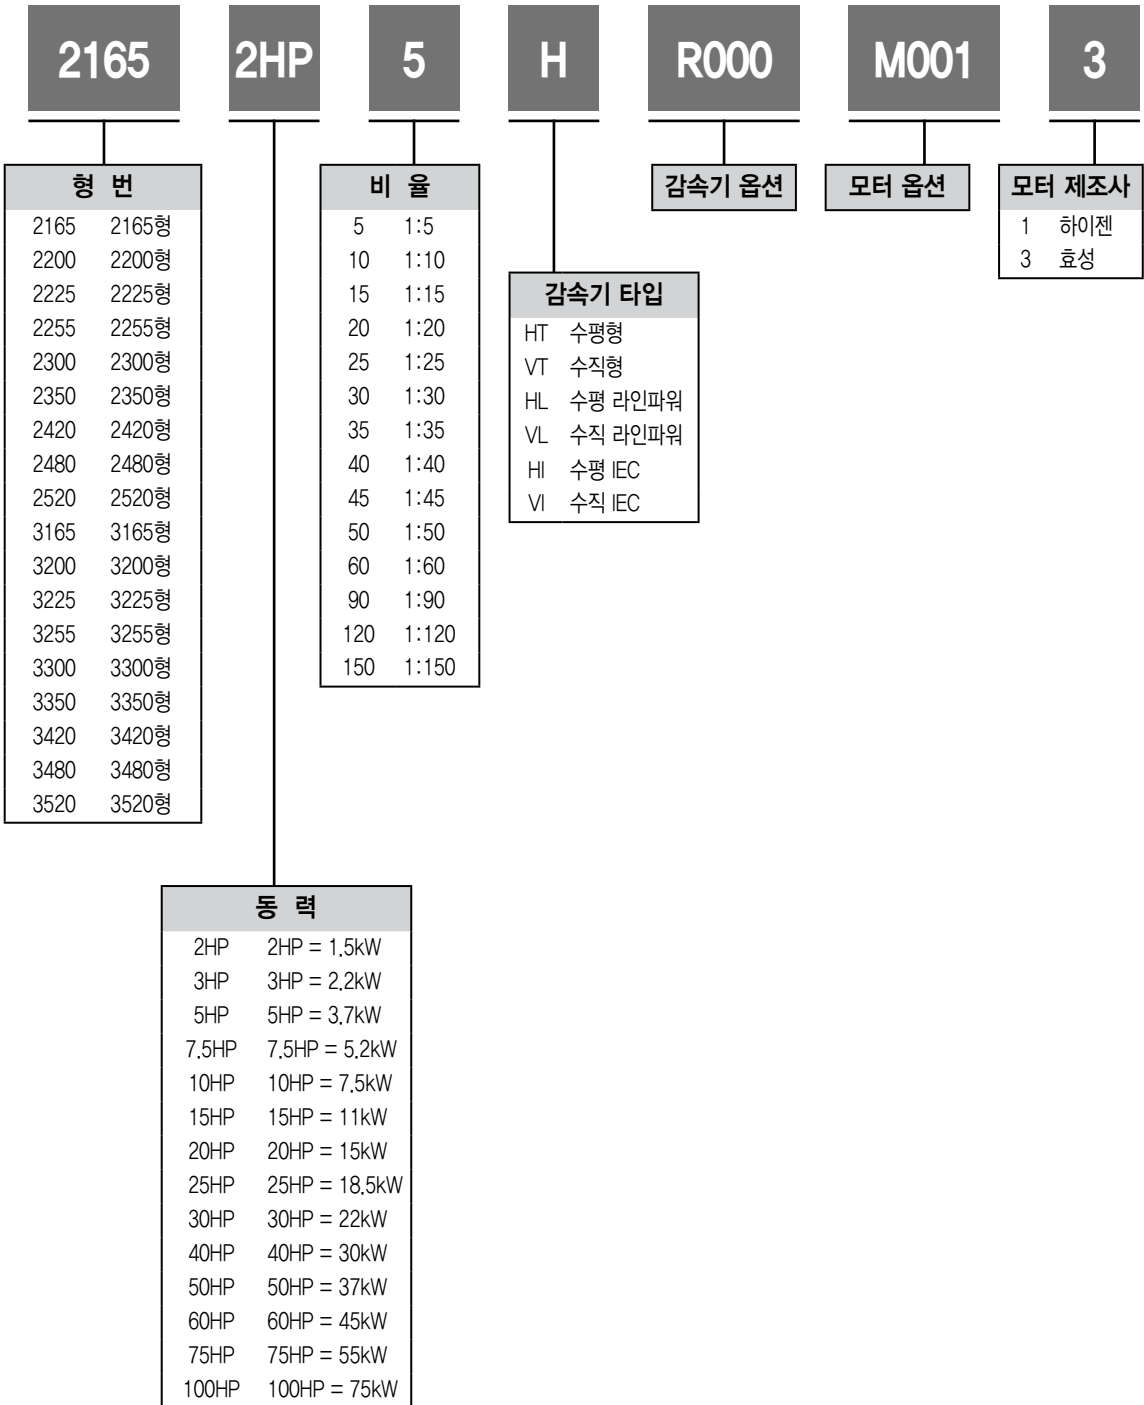 2165 2HP 5 H R000 M001 3
형 번
2165 2165형
2200 2200형
2225 2225형
2255 2255형
2300 2300형
2350 2350형
2420 2420형
2480 2480형
2520 2520형
3165 3165형
3200 3200형
3225 3225형
3255 3255형
3300 3300형
3350 3350형
3420 3420형
3480 3480형
3520 3520형
동 력
2HP 2HP = 1.5kW
3HP 3HP = 2.2kW
5HP 5HP = 3.7kW
7.5HP 7.5HP = 5.2kW
10HP 10HP = 7.5kW
15HP 15HP = 11kW
20HP 20HP = 15kW
25HP 25HP = 18.5kW
30HP 30HP = 22kW
40HP 40HP = 30kW
50HP 50HP = 37kW
60HP 60HP = 45kW
75HP 75HP = 55kW
100HP 100HP = 75kW
비 율
5 1:5
10 1:10
15 1:15
20 1:20
25 1:25
30 1:30
35 1:35
40 1:40
45 1:45
50 1:50
60 1:60
90 1:90
120 1:120
150 1:150
감속기 타입
HT 수평형
VT 수직형
HL 수평 라인파워
VL 수직 라인파워
HI 수평 IEC
VI 수직 IEC
감속기 옵션
모터 옵션
모터 제조사
1 하이젠
3 효성